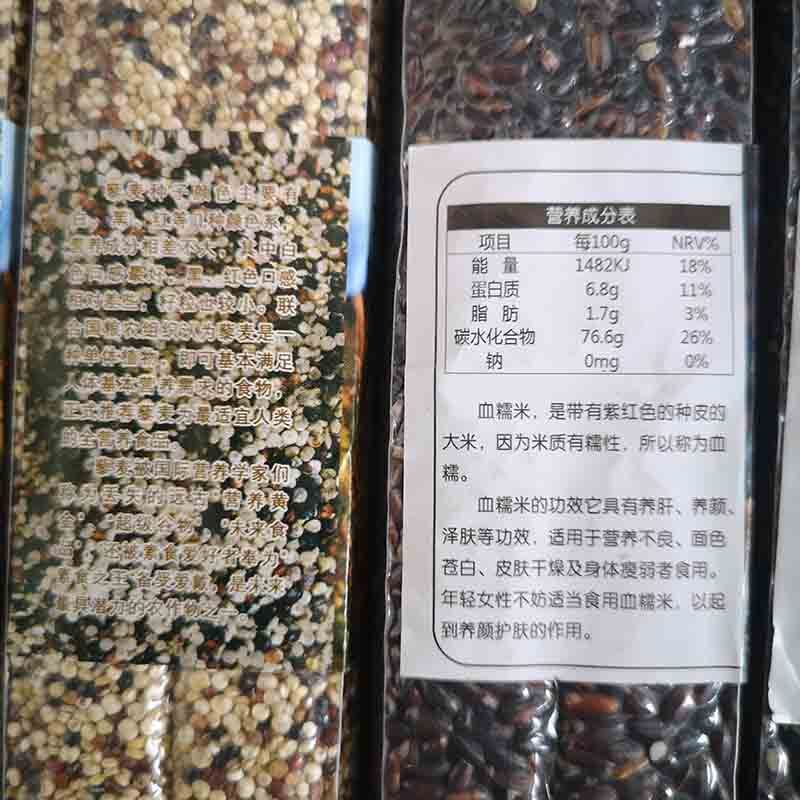 藜麦种子颜色主要有
白、黑、红等几种颜色系,
营养成分相差不大,其中白
色口感最好,黑、红色口感
相对差些,籽粒也较小。联
合国粮农组织认为藜麦是一
种单体植物,即可基本满足
人体基本营养需求的食物,
正式推荐藜麦为最适宜人类
的全营养食品。
藜麦被国际营养学家们
称为丢失的远古“营养黄
金”“超级谷物”“未来食
品”,还被素食爱好者奉为
素食之王 备受爱戴,是未来
最具潜力的农作物之一。
营养成分表
项目 每100g NRV%
能 量 1482KJ 18%
蛋白质 6.8g 11%
脂 肪 1.7g 3%
碳水化合物 76.6g 26%
钠 0mg 0%
血糯米,是带有紫红色的种皮的
大米,因为米质有糯性,所以称为血
糯。
血糯米的功效它具有养肝、养颜、
泽肤等功效,适用于营养不良、面色
苍白、皮肤干燥及身体瘦弱者食用。
年轻女性不妨适当食用血糯米,以起
到养颜护肤的作用。